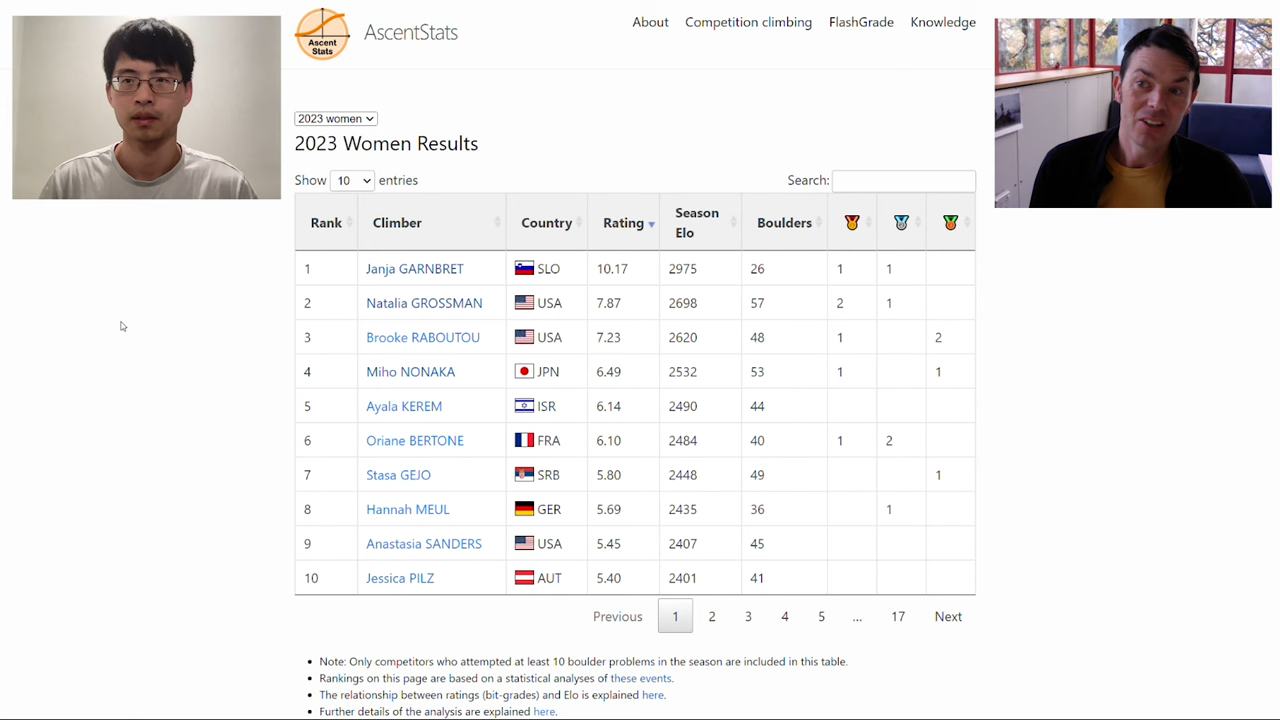 Ascent
Stats
AscentStats
About Competition climbing FlashGrade Knowledge
2023 women
2023 Women Results
Show 10 entries Search:
Rank Climber Country Rating Season Elo Boulders
1 Janja GARNBRET SLO 10.17 2975 26 1 1
2 Natalia GROSSMAN USA 7.87 2698 57 2 1
3 Brooke RABOUTOU USA 7.23 2620 48 1 2
4 Miho NONAKA JPN 6.49 2532 53 1 1
5 Ayala KEREM ISR 6.14 2490 44
6 Oriane BERTONE FRA 6.10 2484 40 1 2
7 Stasa GEJO SRB 5.80 2448 49 1
8 Hannah MEUL GER 5.69 2435 36 1
9 Anastasia SANDERS USA 5.45 2407 45
10 Jessica PILZ AUT 5.40 2401 41
Previous 1 2 3 4 5 ... 17 Next
• Note: Only competitors who attempted at least 10 boulder problems in the season are included in this table.
• Rankings on this page are based on a statistical analyses of these events.
• The relationship between ratings (bit-grades) and Elo is explained here.
• Further details of the analysis are explained here.